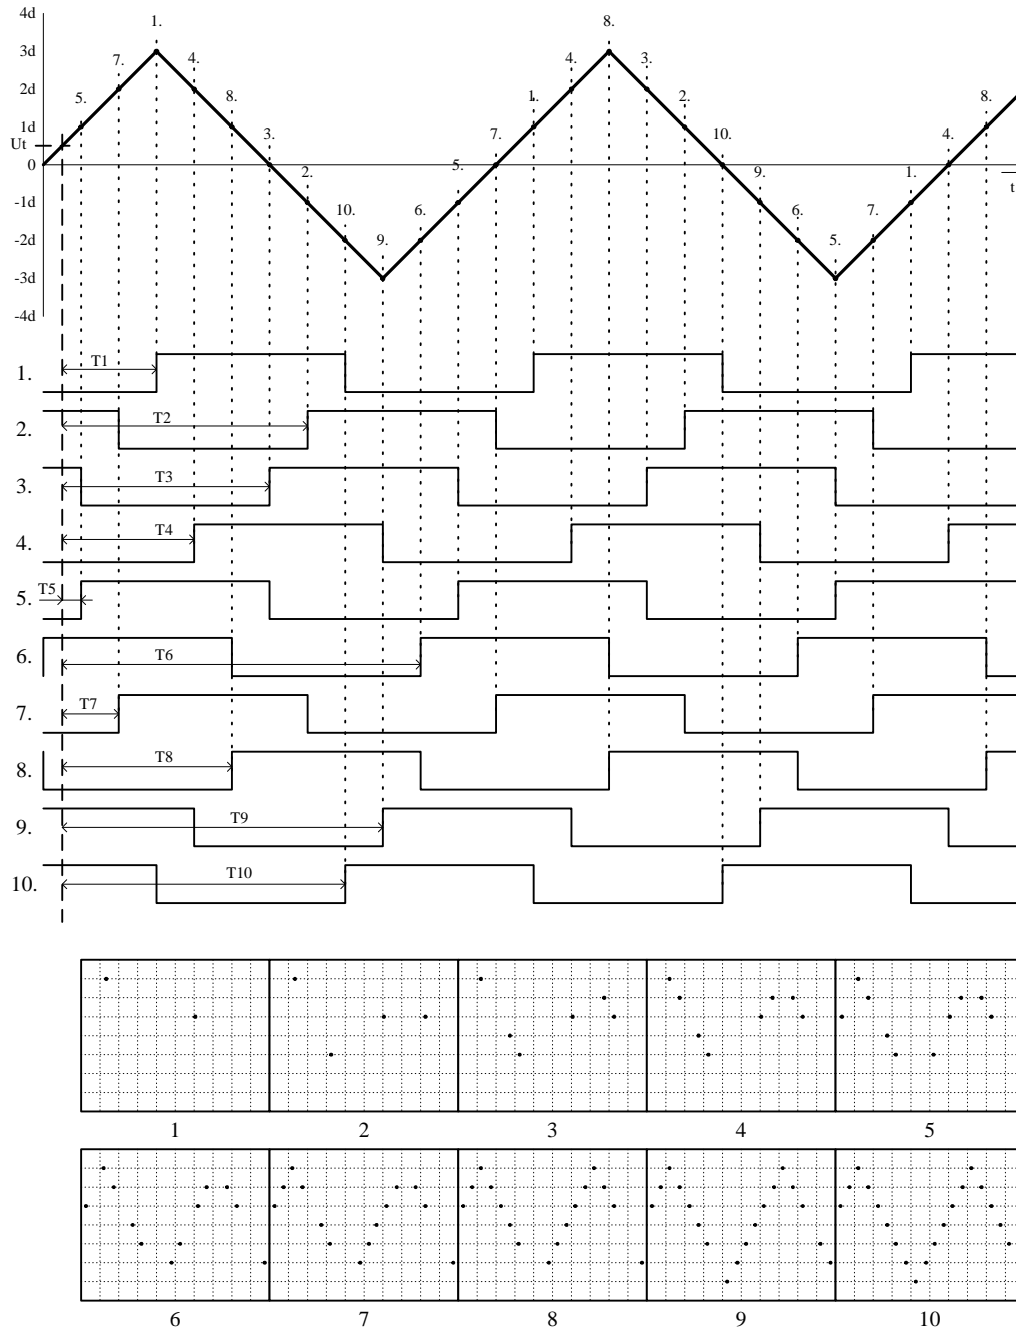 4d
1. 8.
3d
7. 4. 4. 3.
2d
5. 8. 1. 2. 8.
1d
Ut
3. 7. 10. 4.
0
2. 5. 9. 1.
t
-1d
10. 6. 6. 7.
-2d
9. 5.
-3d
-4d
T1
1.
T2
2.
T3
3.
T4
4.
T5
5.
T6
6.
T7
7.
T8
8.
T9
9.
T10
10.
1 2 3 4 5
6 7 8 9 10